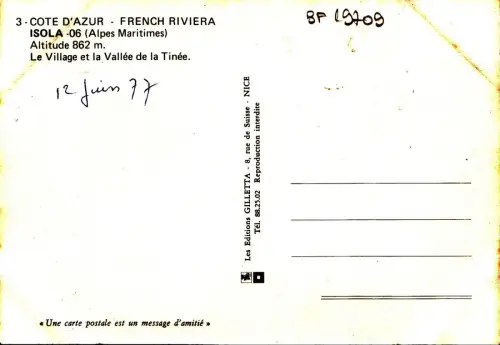 3 - COTE D'AZUR - FRENCH RIVIERA
ISOLA -06 (Alpes Maritimes)
Altitude 862 m.
Le Village et la Vallée de la Tinée.
BP 19709
12 Juin 77
Les Editions GILLETTA - 8, rue de Suisse - NICE
Tél. 88.25.02 Reproduction interdite
« Une carte postale est un message d'amitié »